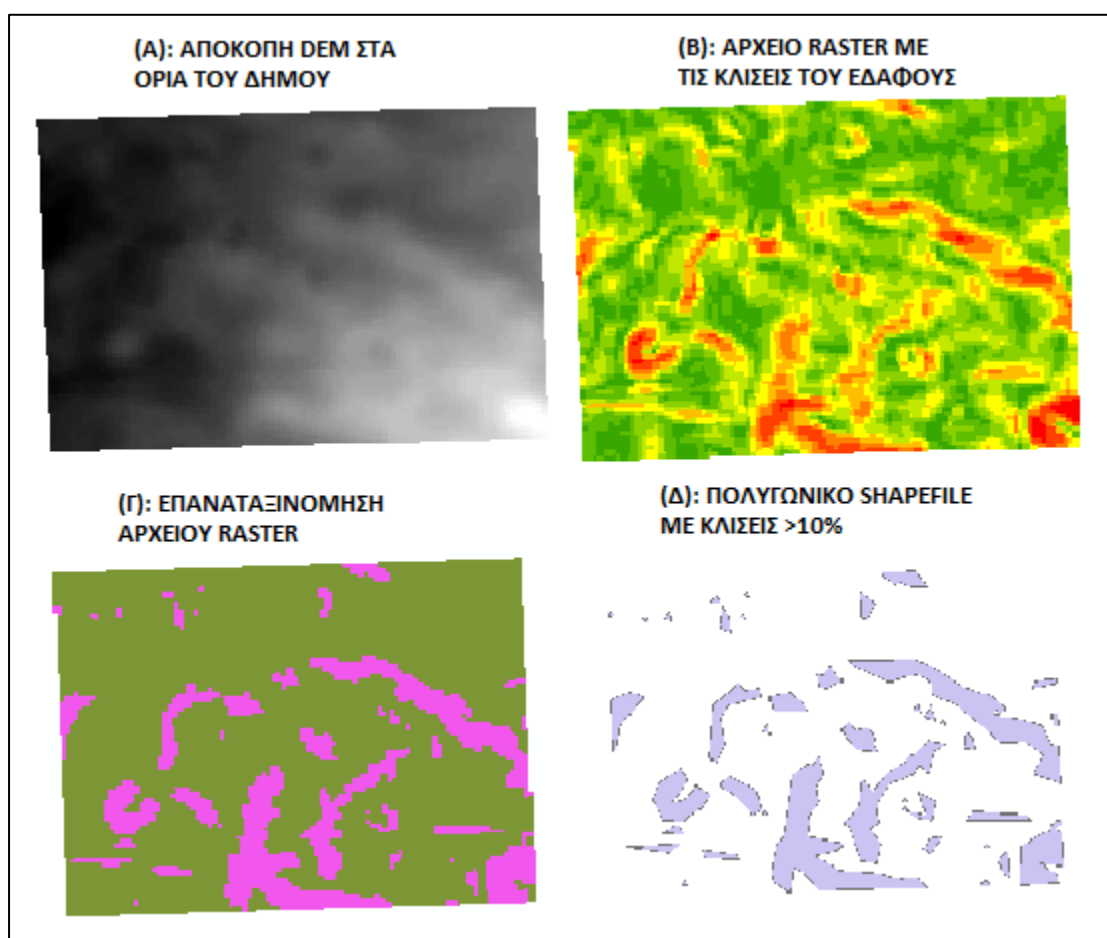 (Α): ΑΠΟΚΟΠΗ DEM ΣΤΑ
ΟΡΙΑ ΤΟΥ ΔΗΜΟΥ
(Β): ΑΡΧΕΙΟ RASTER ΜΕ
ΤΙΣ ΚΛΙΣΕΙΣ ΤΟΥ ΕΔΑΦΟΥΣ
(Γ): ΕΠΑΝΑΤΑΞΙΝΟΜΗΣΗ
ΑΡΧΕΙΟΥ RASTER
(Δ): ΠΟΛΥΓΩΝΙΚΟ SHAPEFILE
ΜΕ ΚΛΙΣΕΙΣ >10%